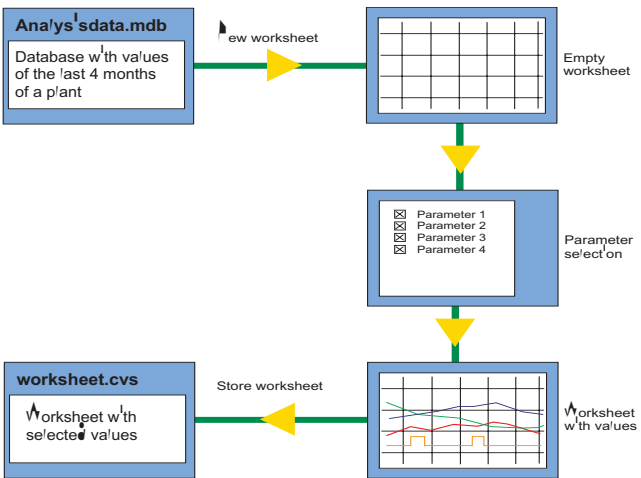 Analysisdata.mdb
Database with values
of the last 4 months
of a plant
New worksheet
Empty
worksheet
Parameter 1
Parameter 2
Parameter 3
Parameter 4
Parameter
selection
worksheet.cvs
Worksheet with
selected values
Store worksheet
Worksheet
with values